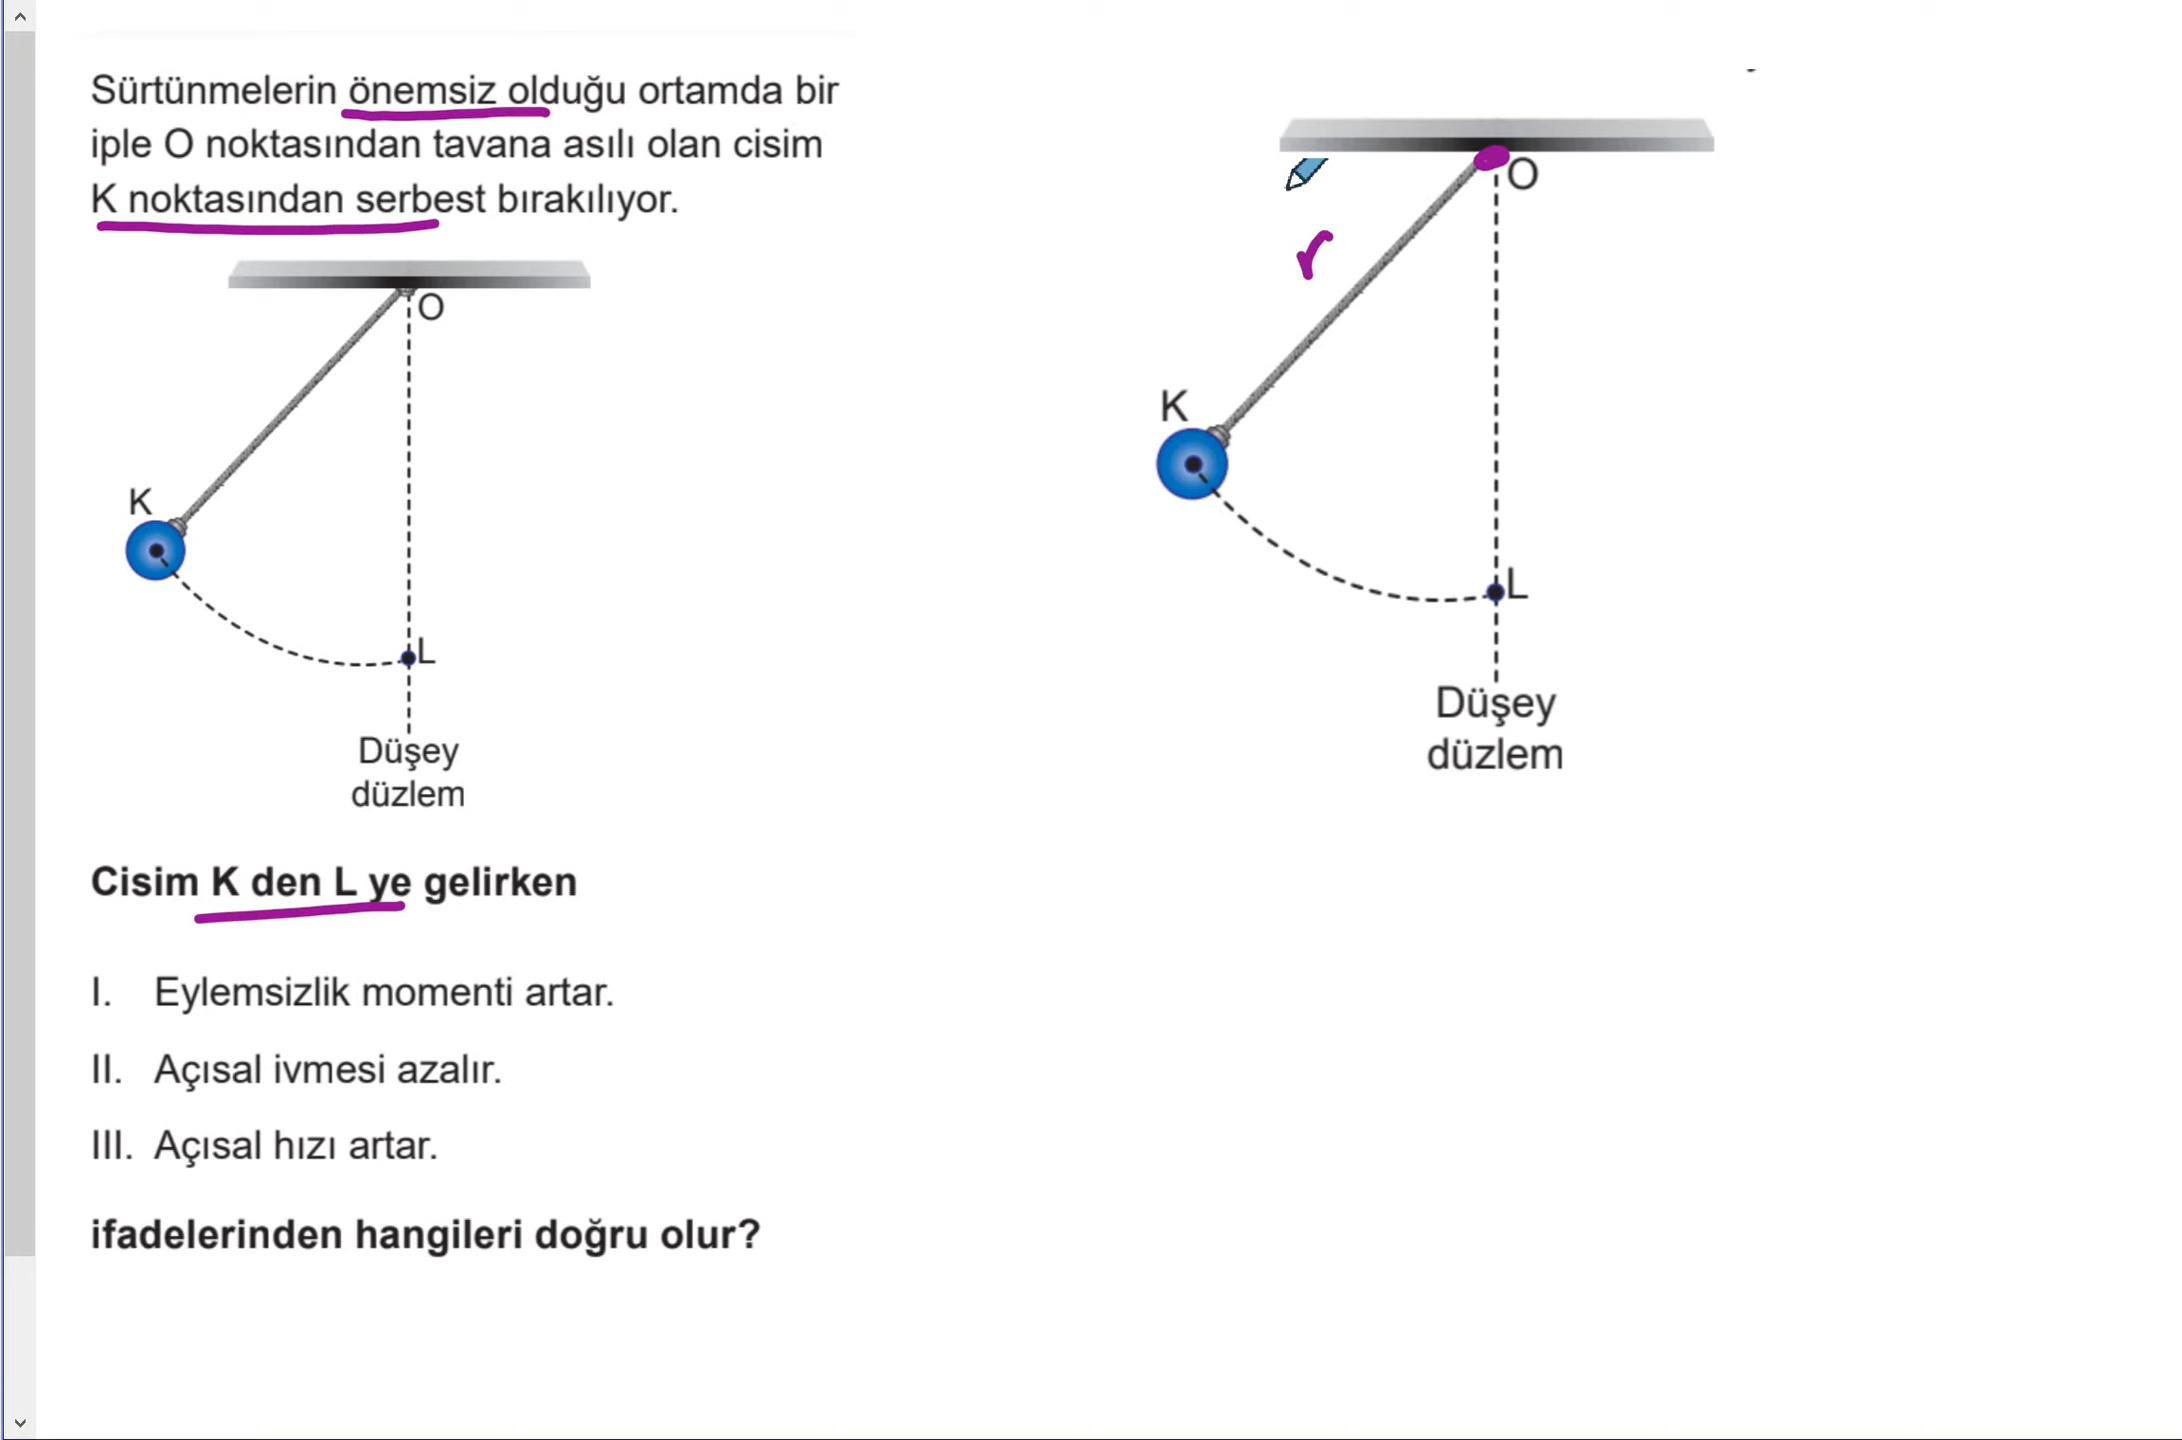 Sürtünmelerin önemsiz olduğu ortamda bir
iple O noktasından tavana asılı olan cisim
K noktasından serbest bırakılıyor.
O
K
L
Düşey
düzlem
Cisim K den L ye gelirken
I. Eylemsizlik momenti artar.
II. Açısal ivmesi azalır.
III. Açısal hızı artar.
ifadelerinden hangileri doğru olur?
O
r
K
L
Düşey
düzlem